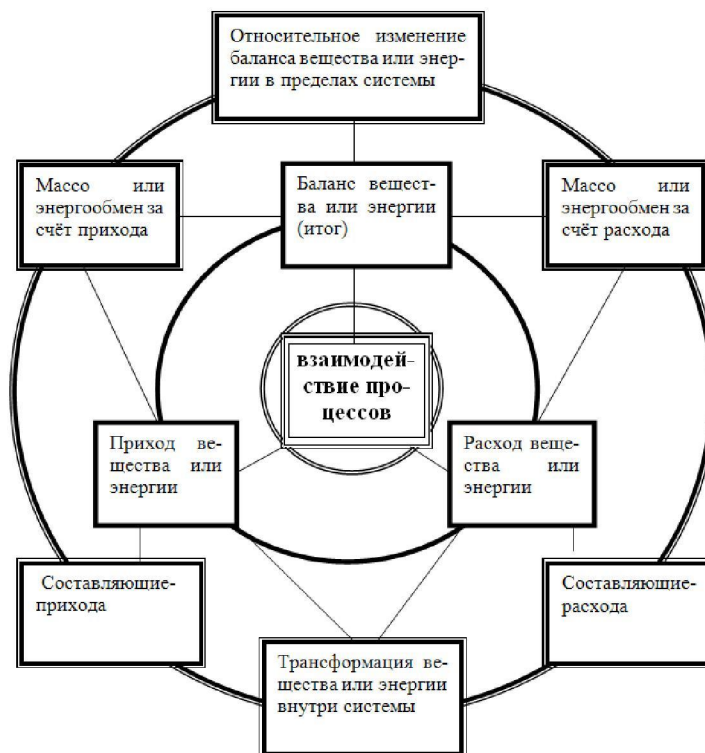 Относительное изменение
баланса вещества или энер-
гии в пределах системы
Массо или
энергообмен за
счёт прихода
Баланс вещест-
ва или энергии
(итог)
Массо или
энергообмен за
счёт расхода
взаимодей-
ствие про-
цессов
Приход ве-
щества или
энергии
Расход веще-
ства или
энергии
Составляющие-
прихода
Составляющие-
расхода
Трансформация ве-
щества или энергии
внутри системы